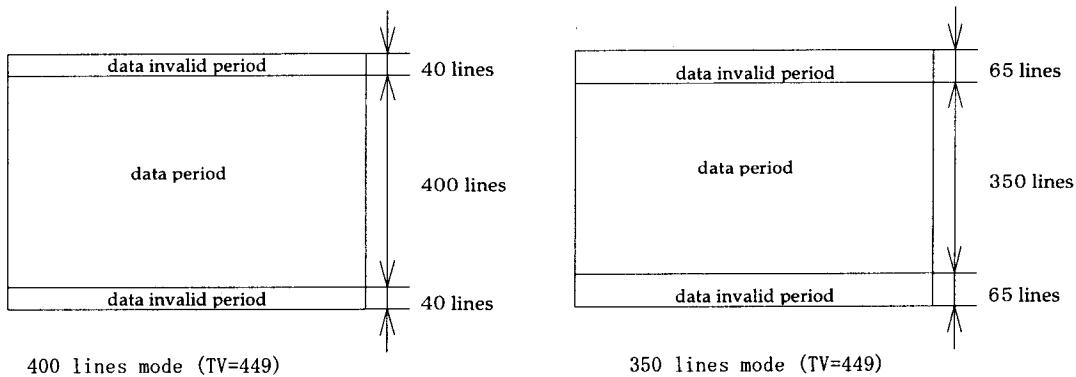 data invalid period
40 lines
data period
400 lines
data invalid period
40 lines
400 lines mode (TV=449)
data invalid period
65 lines
data period
350 lines
data invalid period
65 lines
350 lines mode (TV=449)